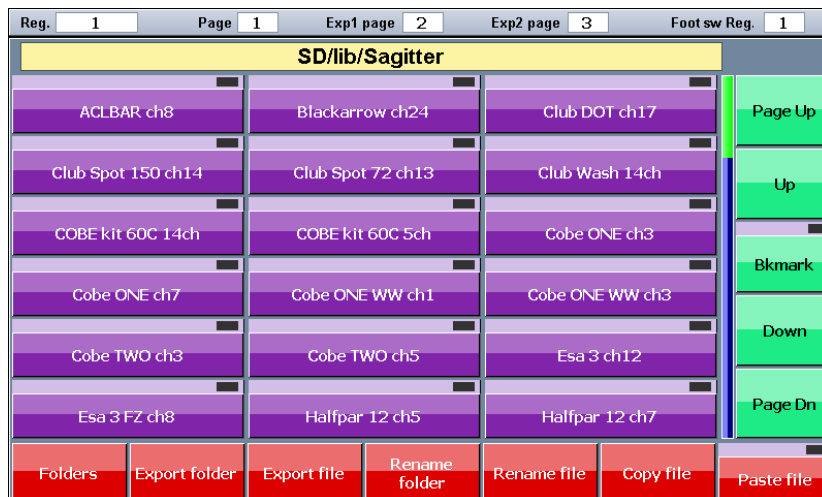 Reg. 1 Page 1 Exp1 page 2 Exp2 page 3 Foot sw Reg. 1
SD/lib/Sagitter
ACLBAR ch8 Blackarrow ch24 Club DOT ch17 Page Up
Club Spot 150 ch14 Club Spot 72 ch13 Club Wash 14ch Up
COBE kit 60C 14ch COBE kit 60C 5ch Cobe ONE ch3
Bkmark
Cobe ONE ch7 Cobe ONE WW ch1 Cobe ONE WW ch3
Down
Cobe TWO ch3 Cobe TWO ch5 Esa 3 ch12
Page Dn
Esa 3 FZ ch8 Halfpar 12 ch5 Halfpar 12 ch7
Folders Export folder Export file Rename folder Rename file Copy file Paste file